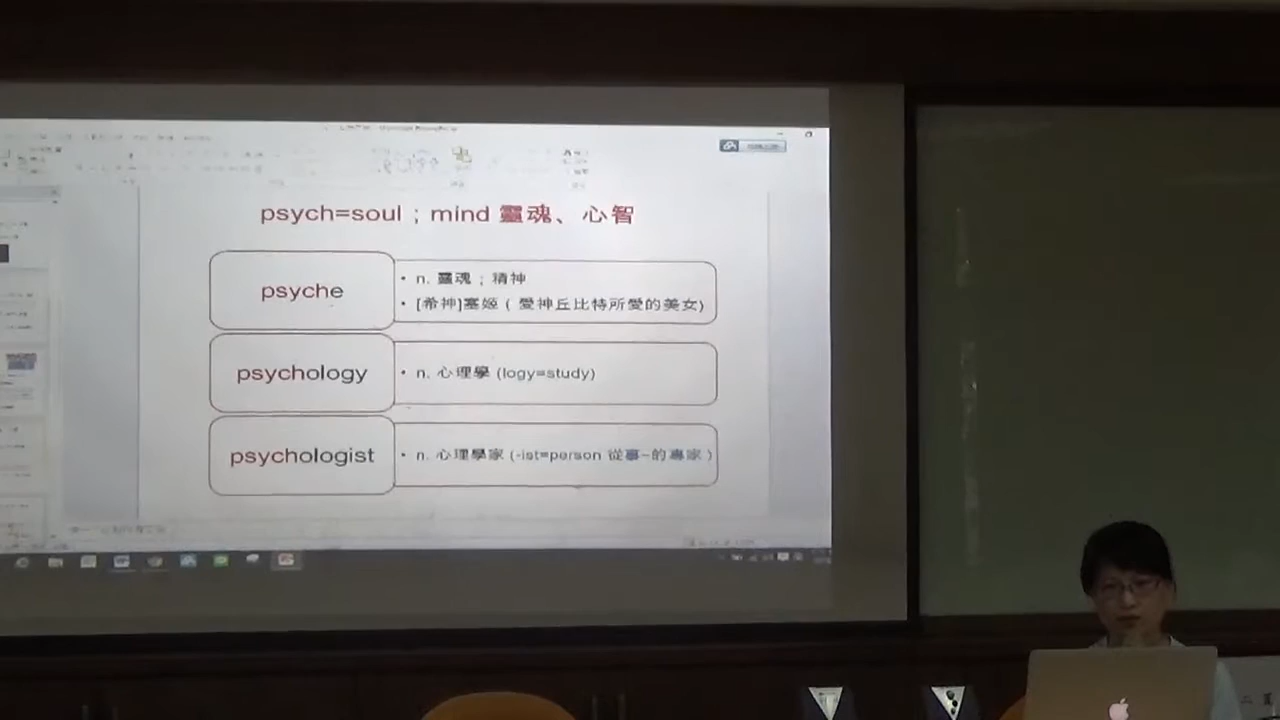 psych=soul ; mind 靈魂、心智
psyche
• n. 靈魂 ; 精神
• [希神]塞姬 ( 愛神丘比特所愛的美女)
psychology
• n. 心理學 (logy=study)
psychologist
• n. 心理學家 (-ist=person 從事~的專家 )